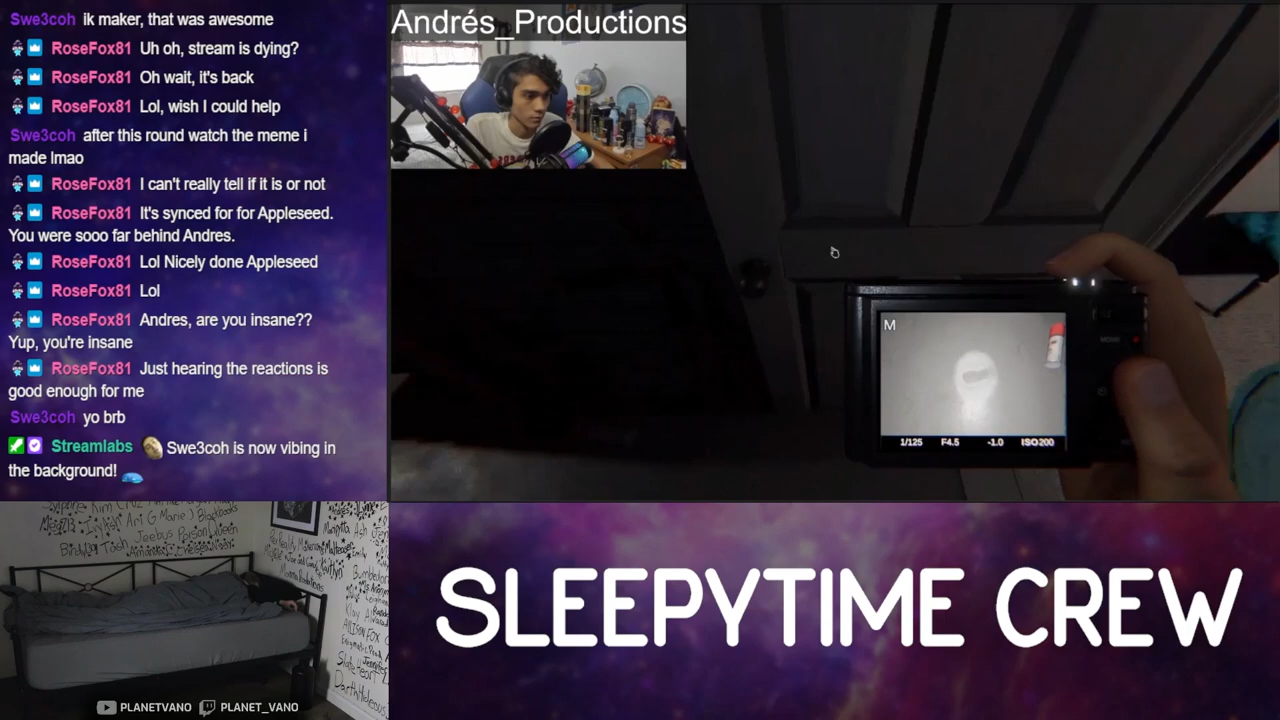 Swe3coh ik maker, that was awesome
RoseFox81 Uh oh, stream is dying?
RoseFox81 Oh wait, it's back
RoseFox81 Lol, wish I could help
Swe3coh after this round watch the meme i
made lmao
RoseFox81 I can't really tell if it is or not
RoseFox81 It's synced for for Appleseed.
You were sooo far behind Andres.
RoseFox81 Lol Nicely done Appleseed
RoseFox81 Lol
RoseFox81 Andres, are you insane??
Yup, you're insane
RoseFox81 Just hearing the reactions is
good enough for me
Swe3coh yo brb
Streamlabs Swe3coh is now vibing in
the background!
Andrés_Productions
M
1/125 F4.5 -1.0 ISO200
Jeebus Poison Queen
PLANETVANO PLANET_VANO
SLEEPYTIME CREW